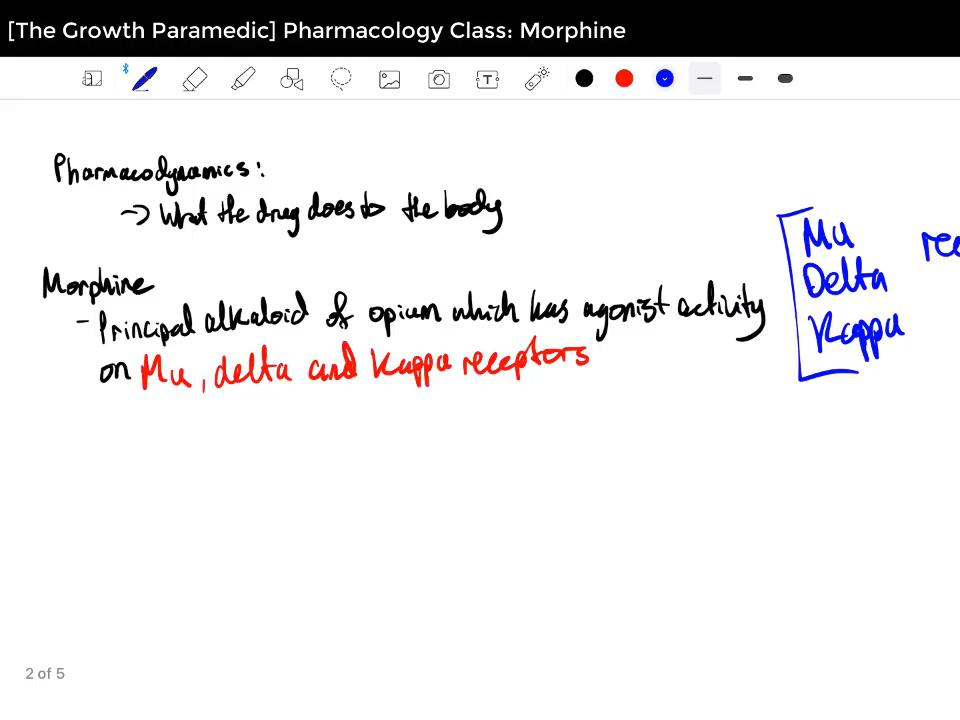 [The Growth Paramedic] Pharmacology Class: Morphine
Pharmacodynamics:
-> What the drug does to the body
Morphine
- Principal alkaloid of opium which has agonist activity
on Mu, delta and Kappa receptors
Mu
Delta
Kappa
2 of 5